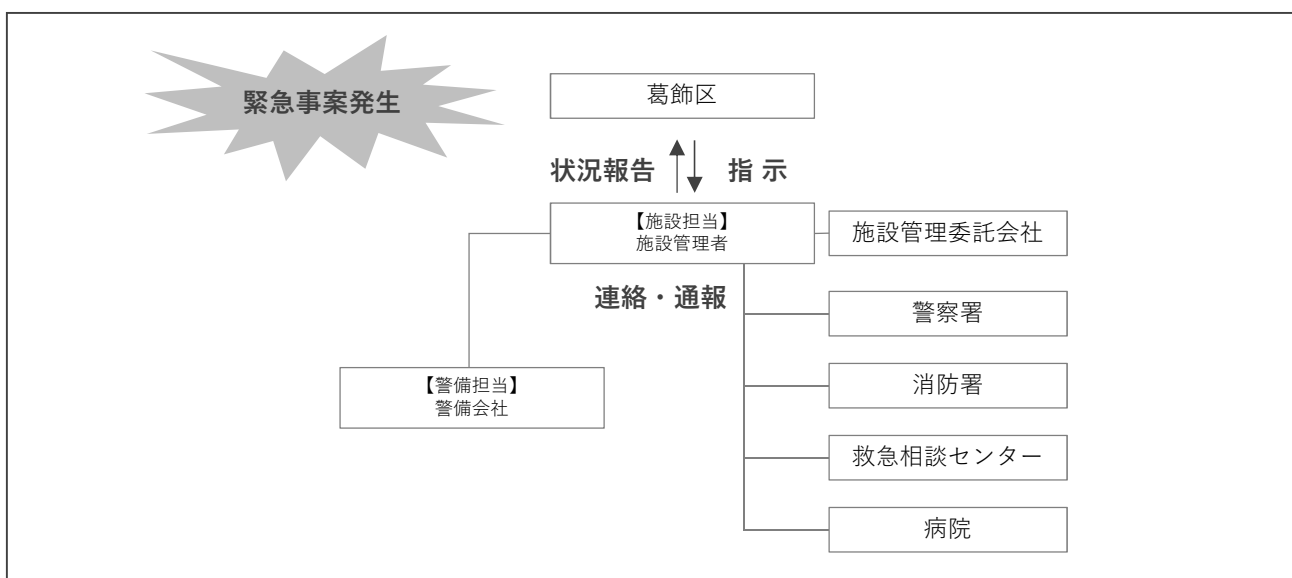 緊急事案発生
葛飾区
状況報告
指 示
【施設担当】
施設管理者
施設管理委託会社
連絡・通報
警察署
【警備担当】
警備会社
消防署
救急相談センター
病院